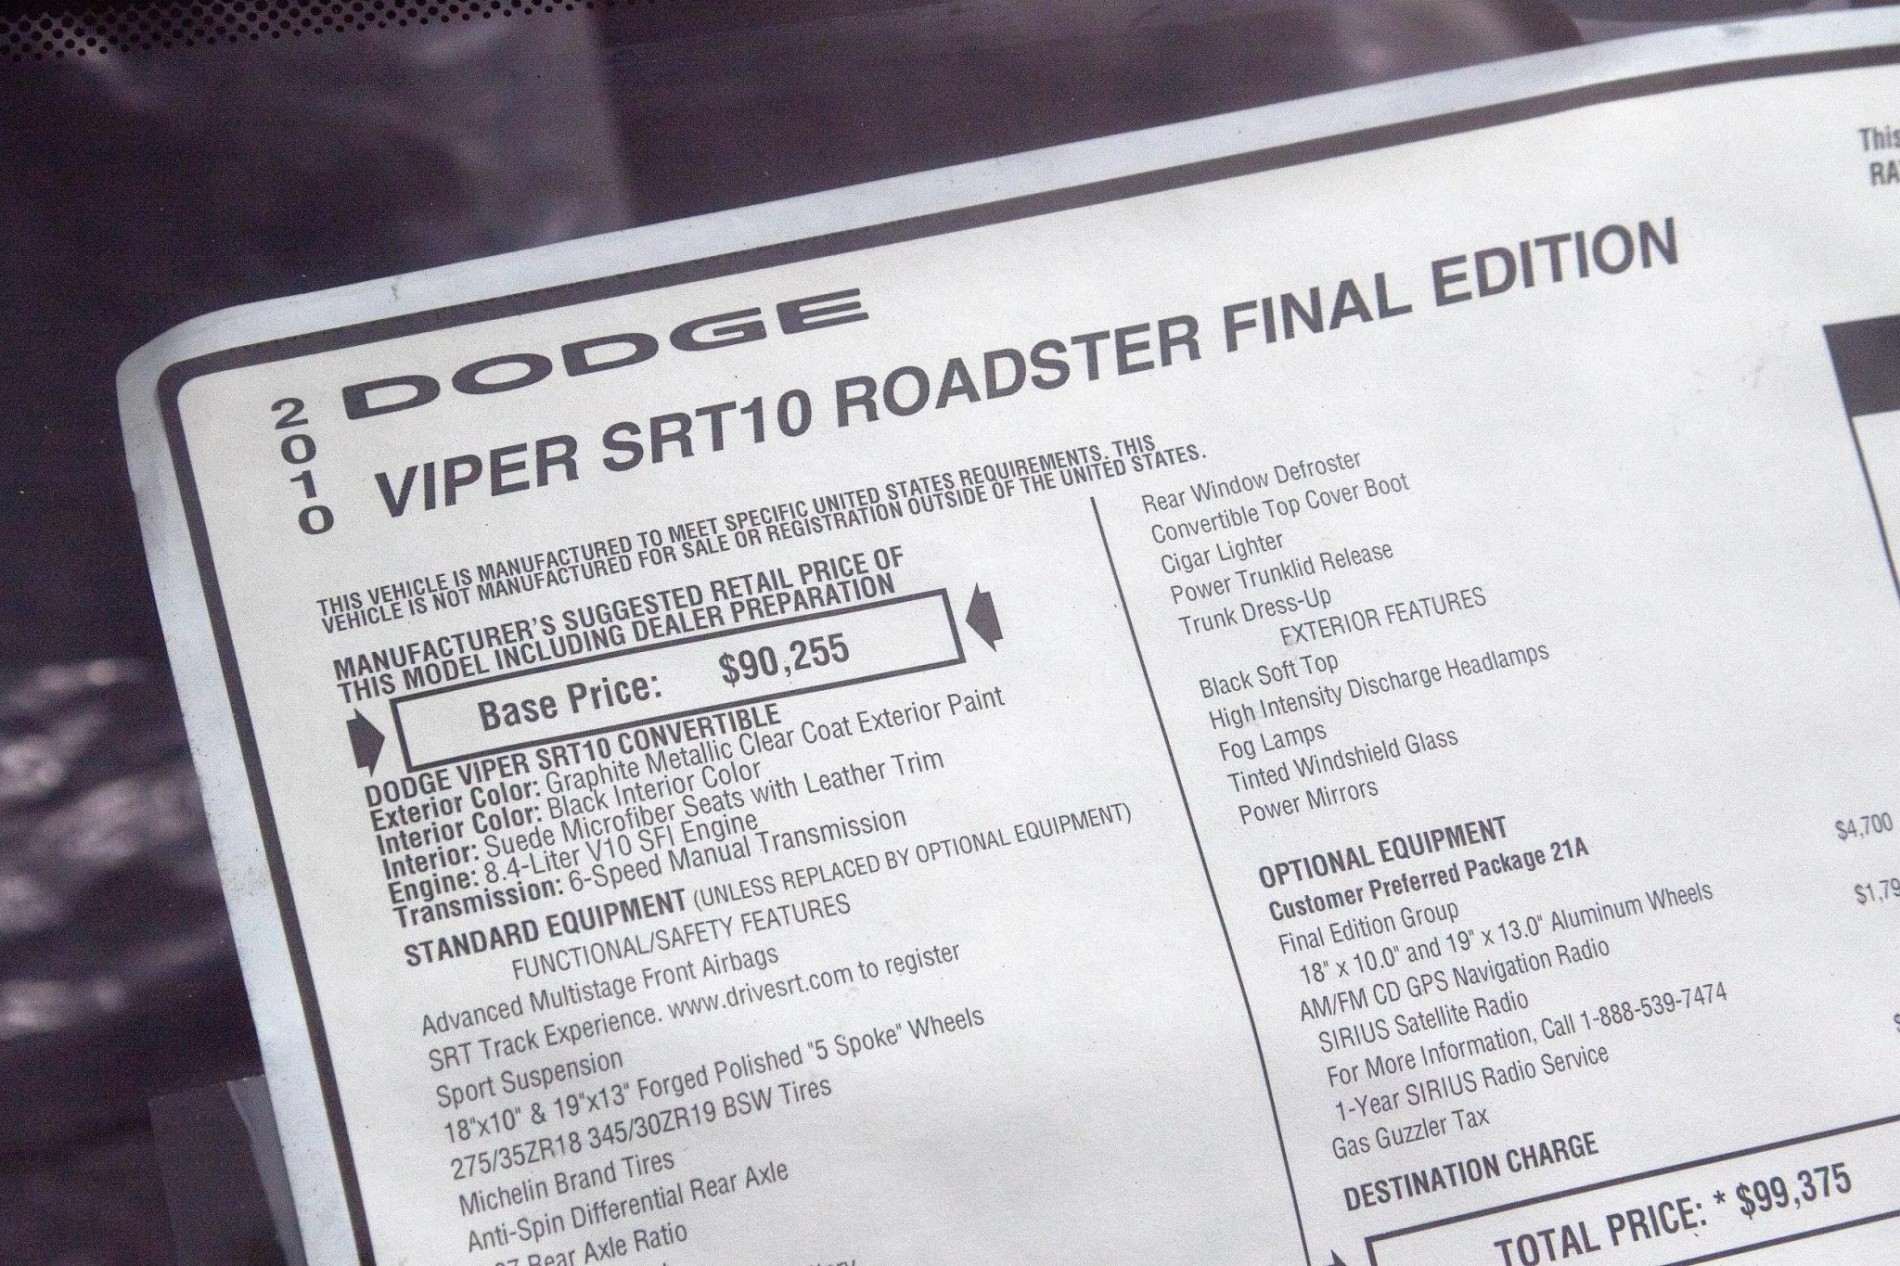 This
2010
DODGE
VIPER SRT10 ROADSTER FINAL EDITION
THIS VEHICLE IS MANUFACTURED TO MEET SPECIFIC UNITED STATES REQUIREMENTS. THIS
VEHICLE IS NOT MANUFACTURED FOR SALE OR REGISTRATION OUTSIDE OF THE UNITED STATES.
MANUFACTURER'S SUGGESTED RETAIL PRICE OF
THIS MODEL INCLUDING DEALER PREPARATION
Base Price: $90,255
DODGE VIPER SRT10 CONVERTIBLE
Exterior Color: Graphite Metallic Clear Coat Exterior Paint
Interior Color: Black Interior Color
Interior: Suede Microfiber Seats with Leather Trim
Engine: 8.4-Liter V10 SFI Engine
Transmission: 6-Speed Manual Transmission
STANDARD EQUIPMENT (UNLESS REPLACED BY OPTIONAL EQUIPMENT)
FUNCTIONAL/SAFETY FEATURES
Advanced Multistage Front Airbags
SRT Track Experience. www.drivesrt.com to register
Sport Suspension
18"x10" & 19"x13" Forged Polished "5 Spoke" Wheels
275/35ZR18 345/30ZR19 BSW Tires
Michelin Brand Tires
Anti-Spin Differential Rear Axle
Rear Axle Ratio
Rear Window Defroster
Convertible Top Cover Boot
Cigar Lighter
Power Trunklid Release
Trunk Dress-Up
EXTERIOR FEATURES
Black Soft Top
High Intensity Discharge Headlamps
Fog Lamps
Tinted Windshield Glass
Power Mirrors
OPTIONAL EQUIPMENT
Customer Preferred Package 21A
Final Edition Group $4,700
18" x 10.0" and 19" x 13.0" Aluminum Wheels
AM/FM CD GPS Navigation Radio
SIRIUS Satellite Radio
For More Information, Call 1-888-539-7474
1-Year SIRIUS Radio Service
Gas Guzzler Tax
DESTINATION CHARGE
TOTAL PRICE: * $99,375